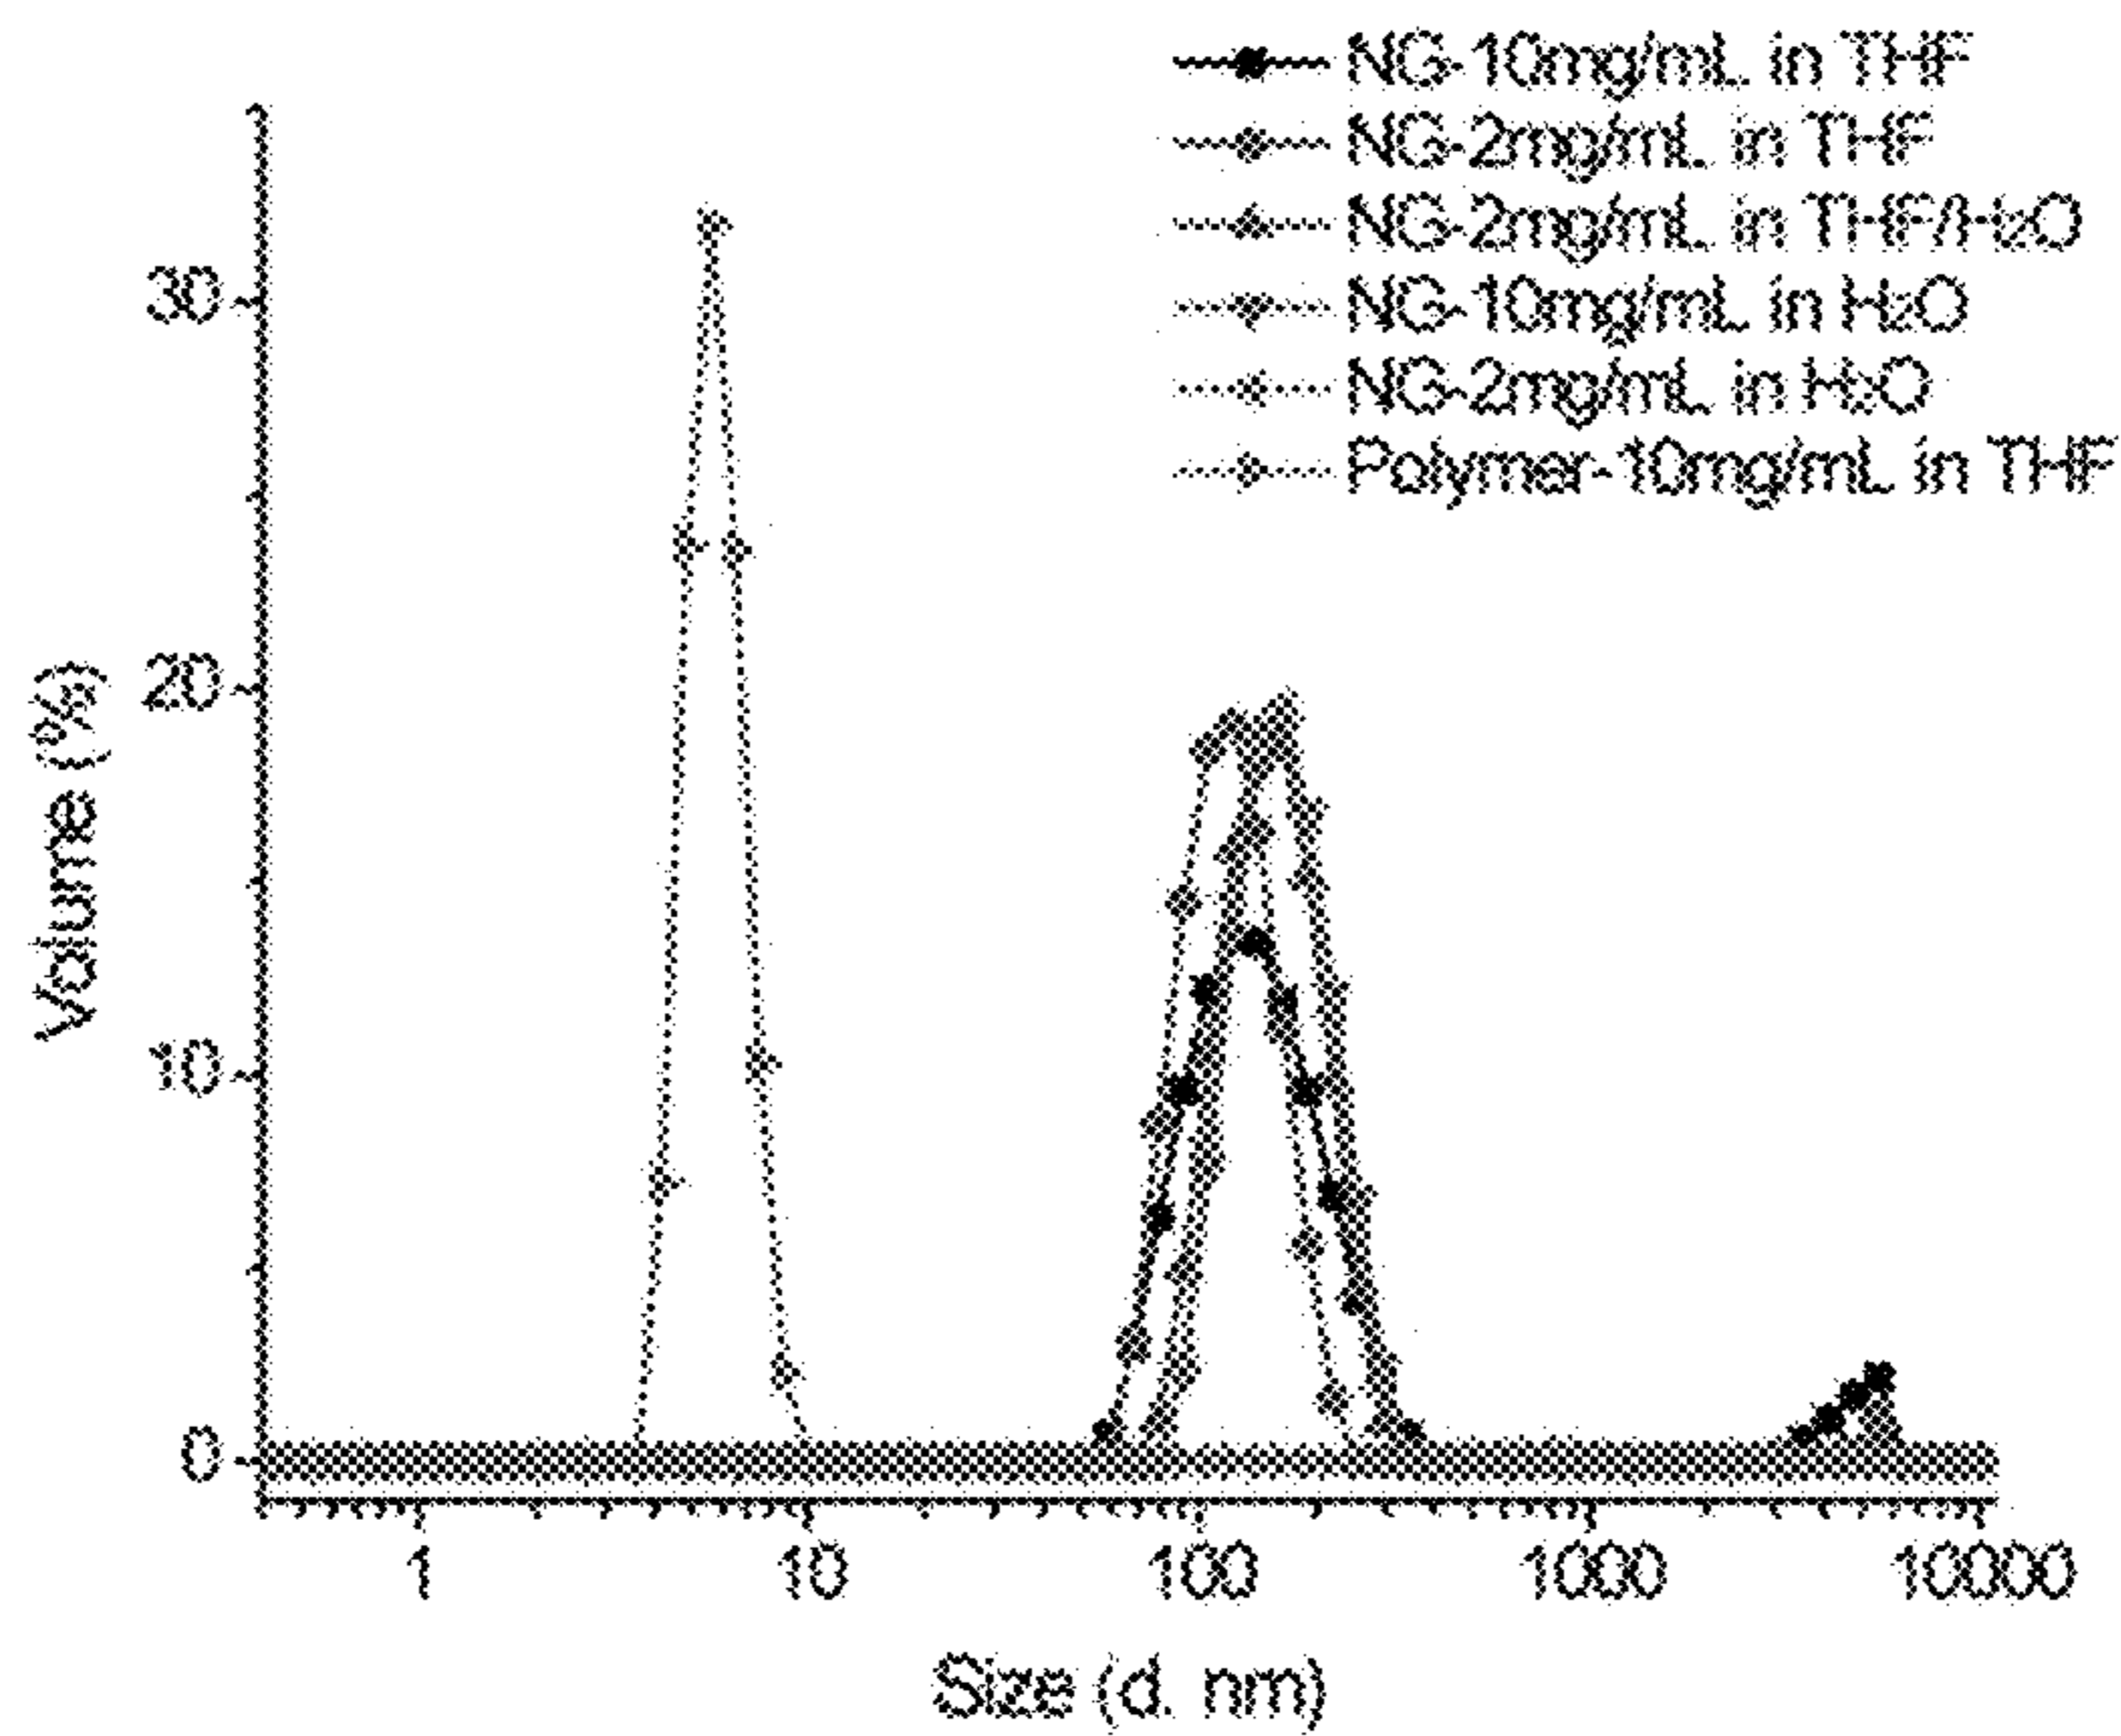 NG-10mg/mL in THF
NG-2mg/mL in THF
NG-2mg/mL in THF/H2O
NG-10mg/mL in H2O
NG-2mg/mL in H2O
Polymer-10mg/mL in THF
30
20
10
0
Volume (%)
1
10
100
1000
10000
Size (d. nm)